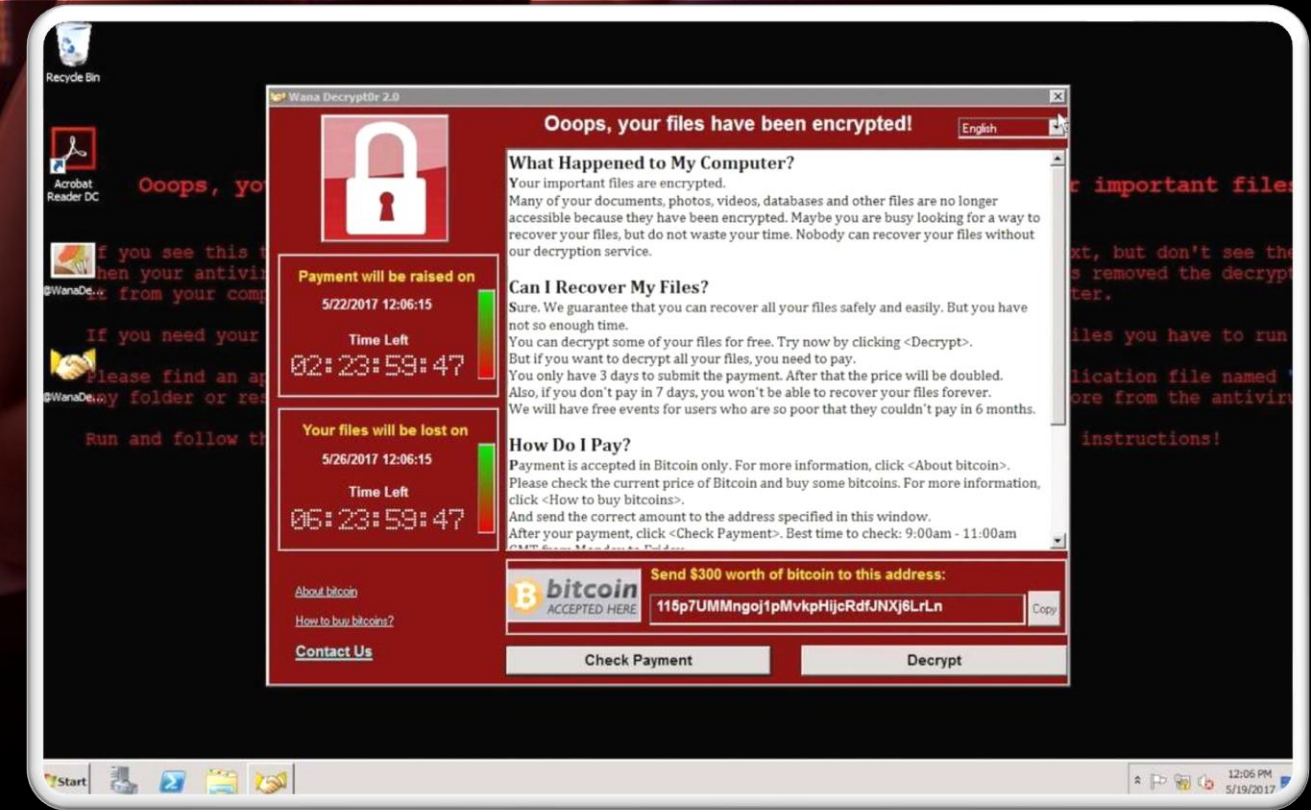 Recycle Bin
Acrobat
Reader DC
@WanaDe...
@WanaDe...
Ooops, yo
r important files
f you see this t
xt, but don't see the
hen your antivi
s removed the decrypt
from your comp
ter.
If you need your
iles you have to run
lease find an ap
lication file named
ny folder or res
ore from the antiviru
Run and follow th
instructions!
Wana Decrypt0r 2.0
Ooops, your files have been encrypted!
English
What Happened to My Computer?
Your important files are encrypted.
Many of your documents, photos, videos, databases and other files are no longer
accessible because they have been encrypted. Maybe you are busy looking for a way to
recover your files, but do not waste your time. Nobody can recover your files without
our decryption service.
Can I Recover My Files?
Sure. We guarantee that you can recover all your files safely and easily. But you have
not so enough time.
You can decrypt some of your files for free. Try now by clicking <Decrypt>.
But if you want to decrypt all your files, you need to pay.
You only have 3 days to submit the payment. After that the price will be doubled.
Also, if you don't pay in 7 days, you won't be able to recover your files forever.
We will have free events for users who are so poor that they couldn't pay in 6 months.
How Do I Pay?
Payment is accepted in Bitcoin only. For more information, click <About bitcoin>.
Please check the current price of Bitcoin and buy some bitcoins. For more information,
click <How to buy bitcoins>.
And send the correct amount to the address specified in this window.
After your payment, click <Check Payment>. Best time to check: 9:00am - 11:00am
GMT from Monday to Friday.
Payment will be raised on
5/22/2017 12:06:15
Time Left
02:23:59:47
Your files will be lost on
5/26/2017 12:06:15
Time Left
06:23:59:47
About bitcoin
How to buy bitcoins?
Contact Us
bitcoin
ACCEPTED HERE
Send $300 worth of bitcoin to this address:
115p7UMMngoj1pMvkpHijcRdfJNXj6LrLn
Copy
Check Payment
Decrypt
Start
12:06 PM
5/19/2017